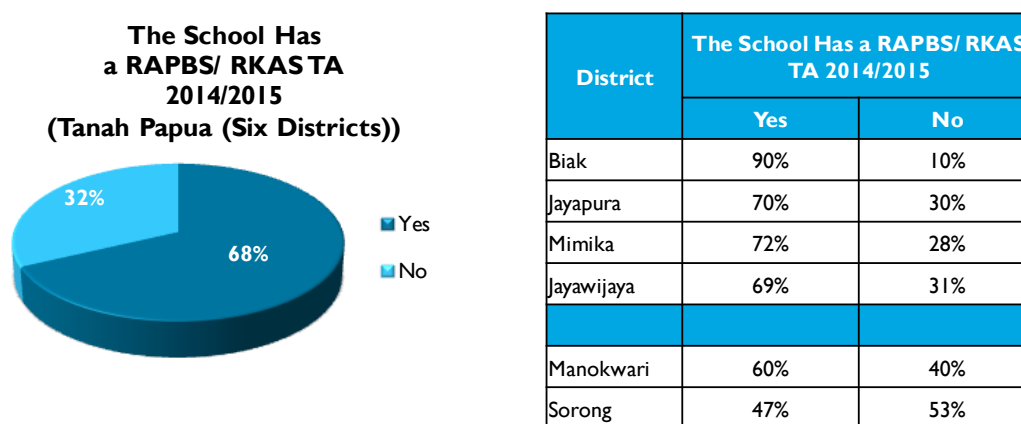 The School Has
a RAPBS/ RKAS TA
2014/2015
(Tanah Papua (Six Districts))
32%
68%
Yes
No
District
The School Has a RAPBS/ RKAS
TA 2014/2015
Yes
No
Biak
90%
10%
Jayapura
70%
30%
Mimika
72%
28%
Jayawijaya
69%
31%
Manokwari
60%
40%
Sorong
47%
53%